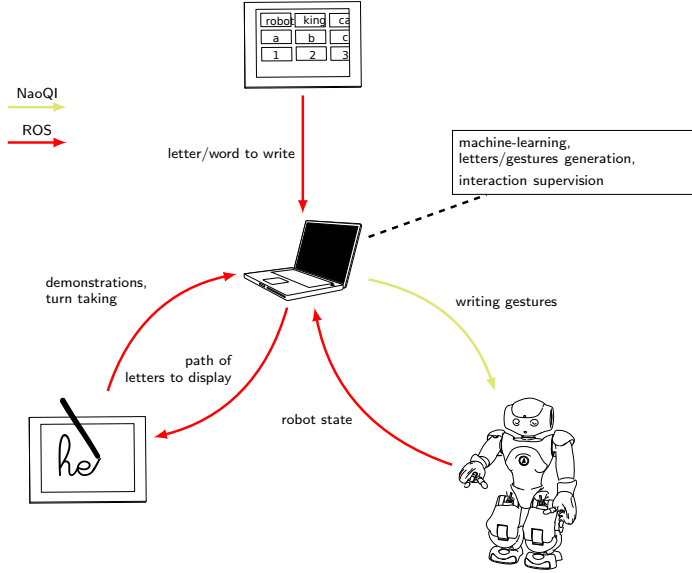 robot king ca
a b c
1 2 3
NaoQI
ROS
letter/word to write
machine-learning,
letters/gestures generation,
interaction supervision
demonstrations,
turn taking
writing gestures
path of
letters to display
robot state
he